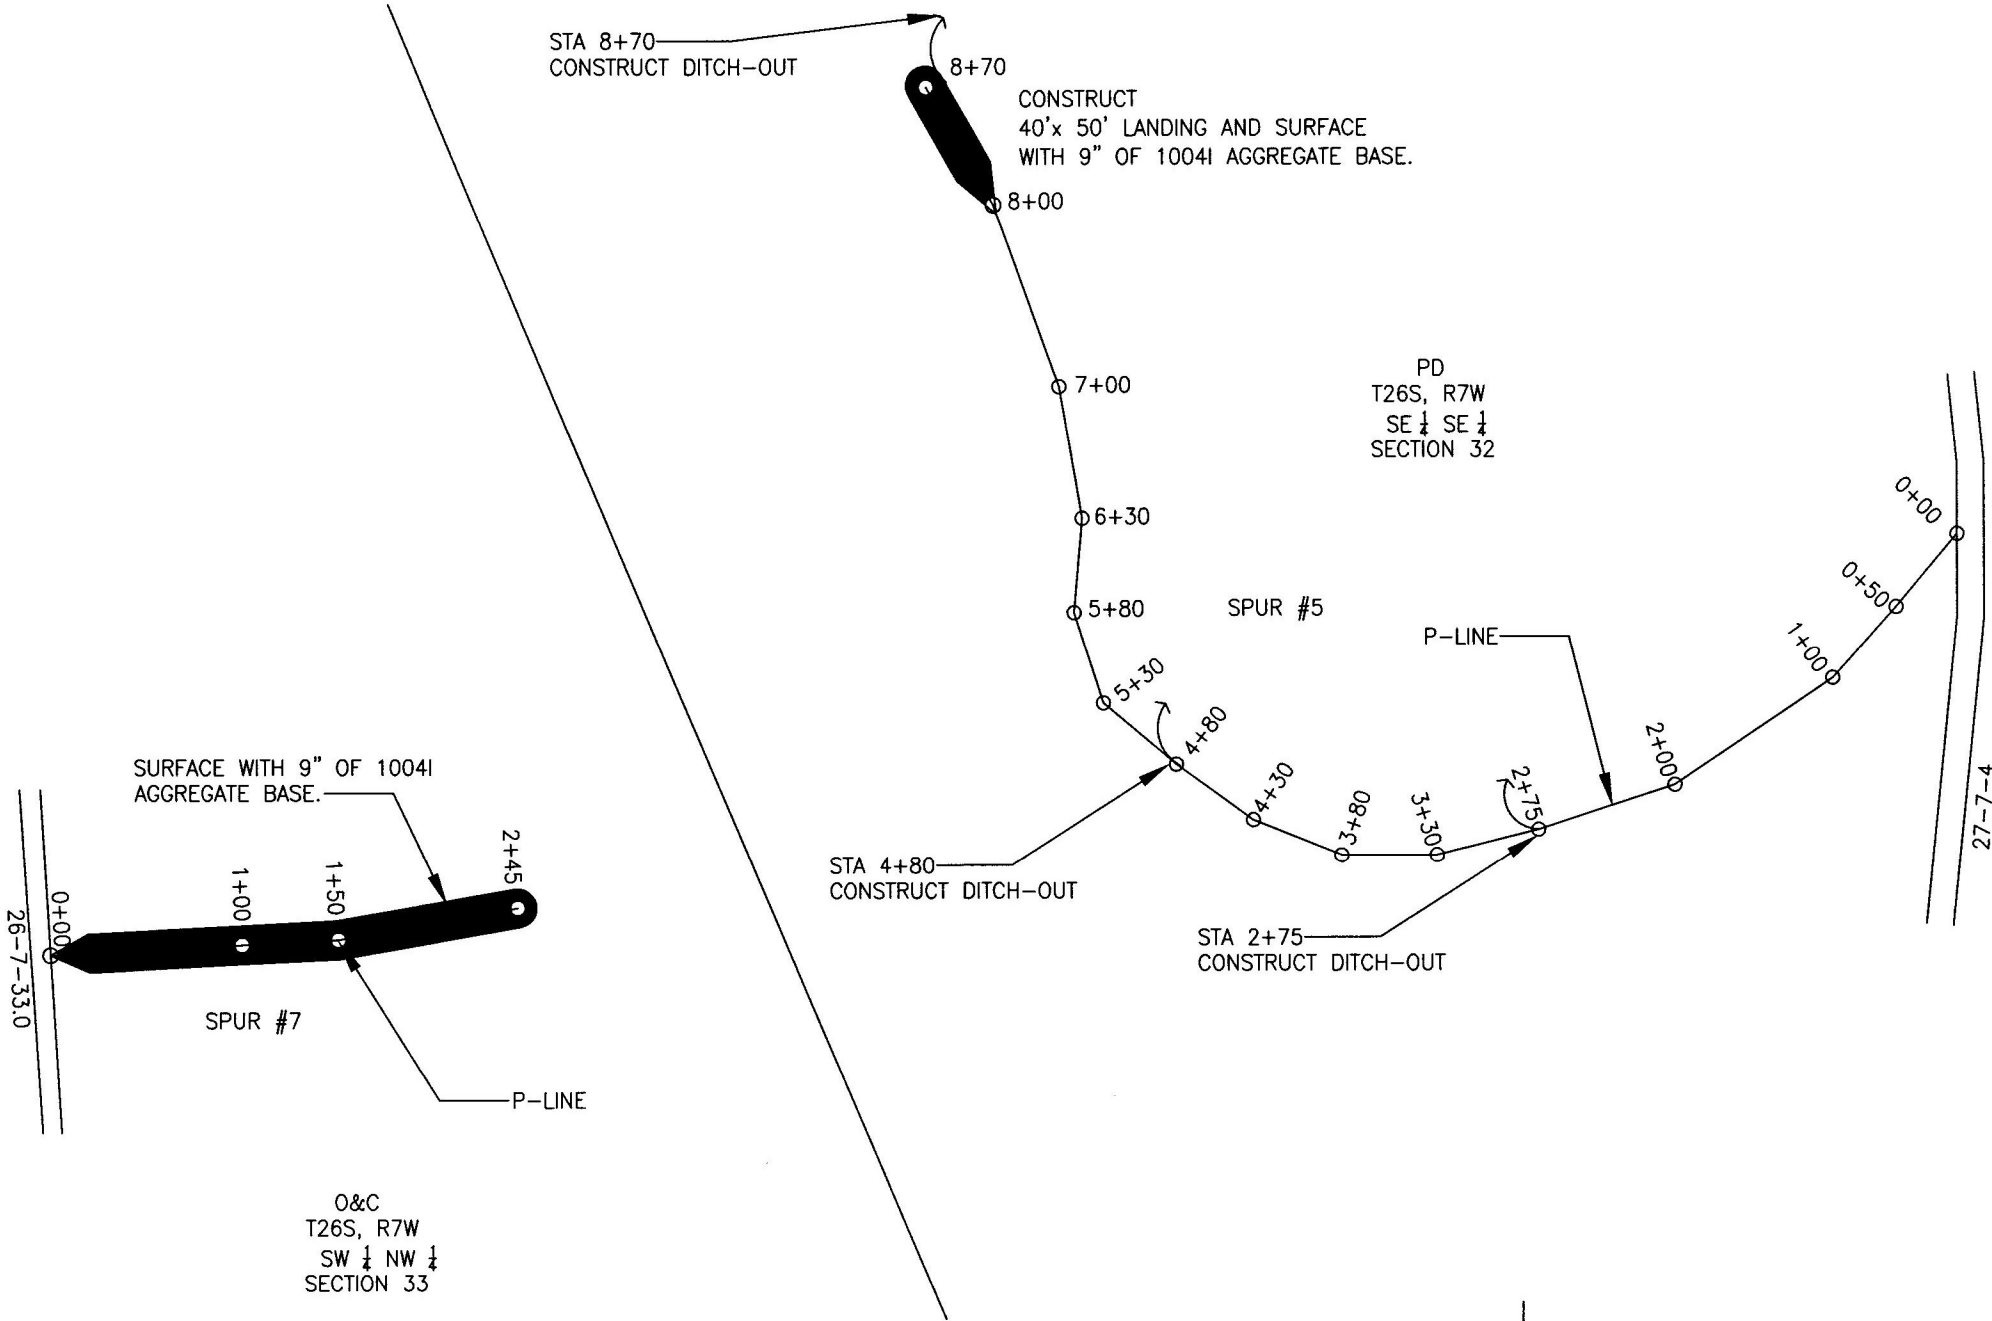 STA 8+70
CONSTRUCT DITCH-OUT
8+70
CONSTRUCT
40'x 50' LANDING AND SURFACE
WITH 9" OF 1004I AGGREGATE BASE.
8+00
7+00
PD
T26S, R7W
SE 1/4 SE 1/4
SECTION 32
6+30
5+80
SPUR #5
P-LINE
0+00
0+50
1+00
2+00
2+75
3+30
3+80
4+30
4+80
5+30
27-7-4
STA 4+80
CONSTRUCT DITCH-OUT
STA 2+75
CONSTRUCT DITCH-OUT
SURFACE WITH 9" OF 1004I
AGGREGATE BASE.
0+00
1+00
1+50
2+45
26-7-33.0
SPUR #7
P-LINE
O&C
T26S, R7W
SW 1/4 NW 1/4
SECTION 33